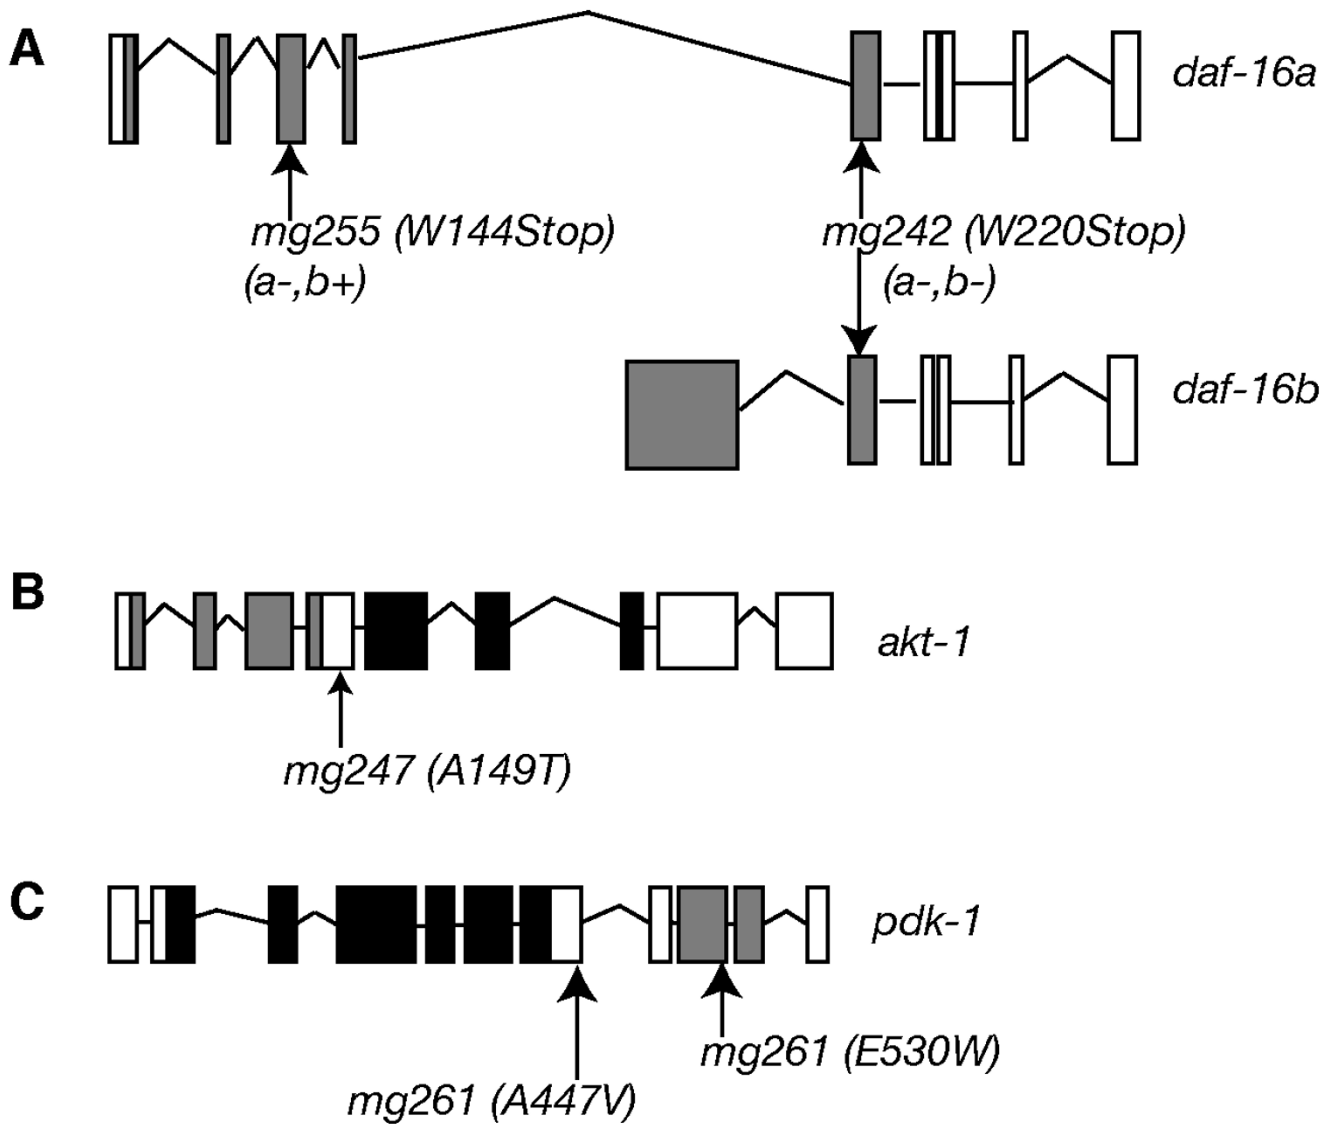 A
daf-16a
mg255 (W144Stop)
(a-,b+)
mg242 (W220Stop)
(a-,b-)
daf-16b
B
akt-1
mg247 (A149T)
C
pdk-1
mg261 (E530W)
mg261 (A447V)